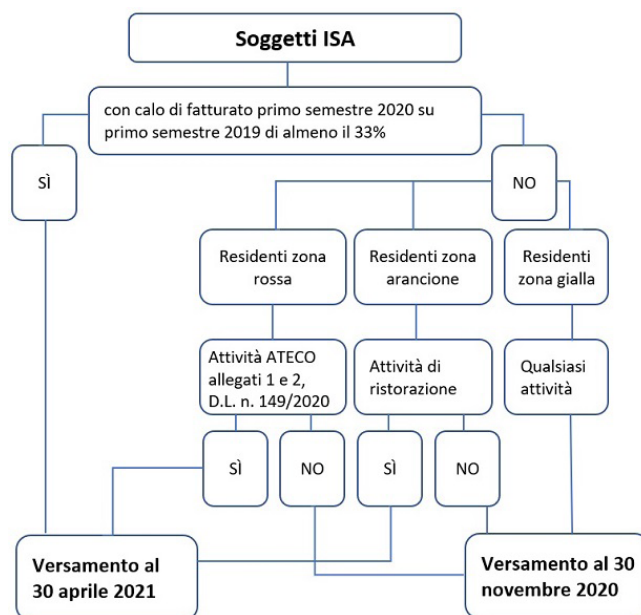 Soggetti ISA
con calo di fatturato primo semestre 2020 su
primo semestre 2019 di almeno il 33%
SÌ
NO
Residenti zona
rossa
Residenti zona
arancione
Residenti
zona gialla
Attività ATECO
allegati 1 e 2,
D.L. n. 149/2020
Attività di
ristorazione
Qualsiasi
attività
SÌ
NO
SÌ
NO
Versamento al
30 aprile 2021
Versamento al 30
novembre 2020